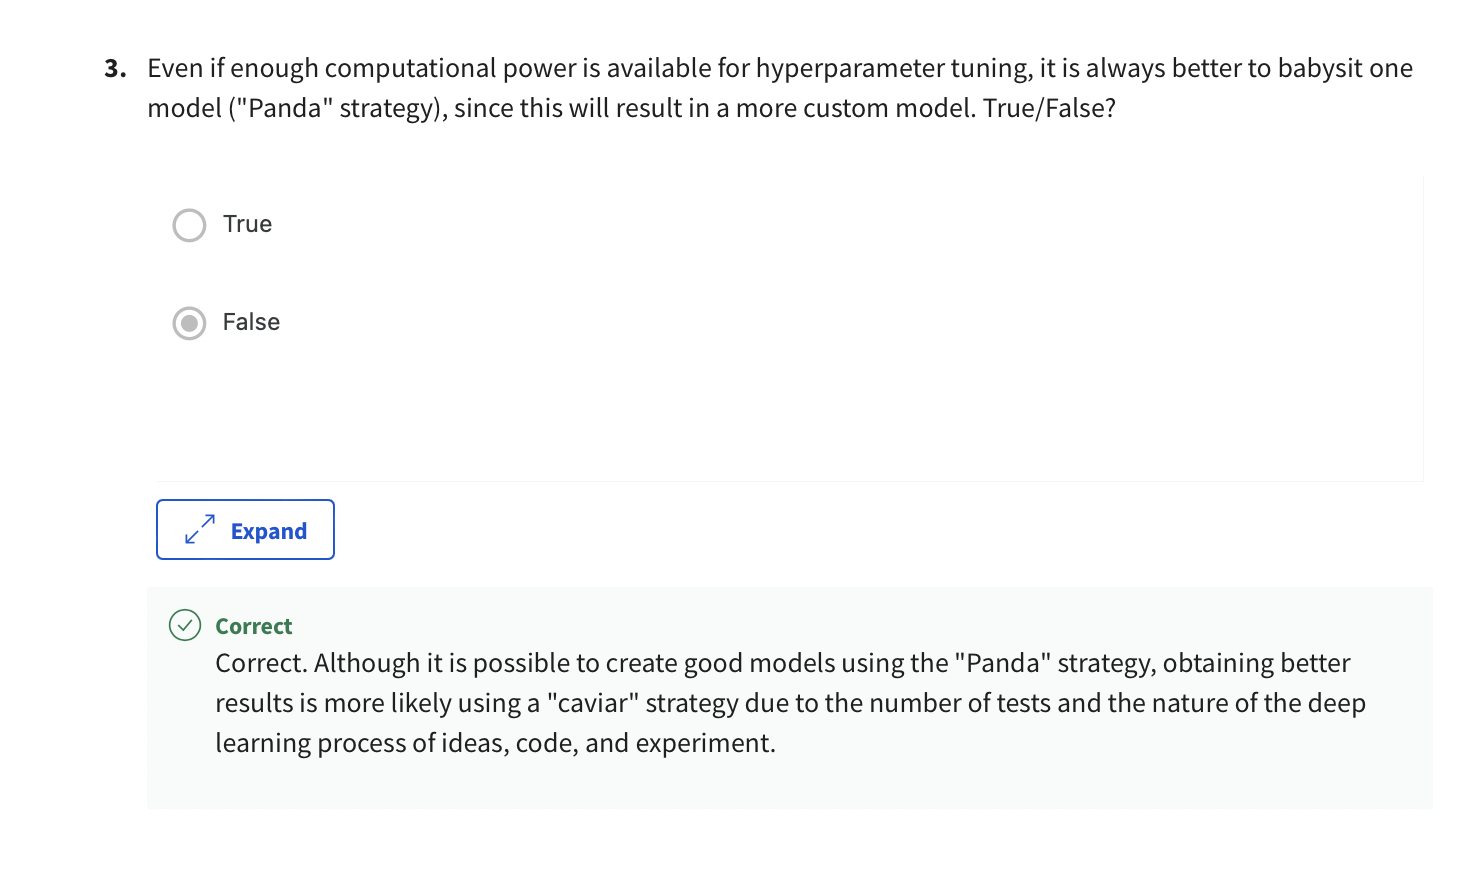 3. Even if enough computational power is available for hyperparameter tuning, it is always better to babysit one
model ("Panda" strategy), since this will result in a more custom model. True/False?
True
False
Expand
Correct
Correct. Although it is possible to create good models using the "Panda" strategy, obtaining better
results is more likely using a "caviar" strategy due to the number of tests and the nature of the deep
learning process of ideas, code, and experiment.